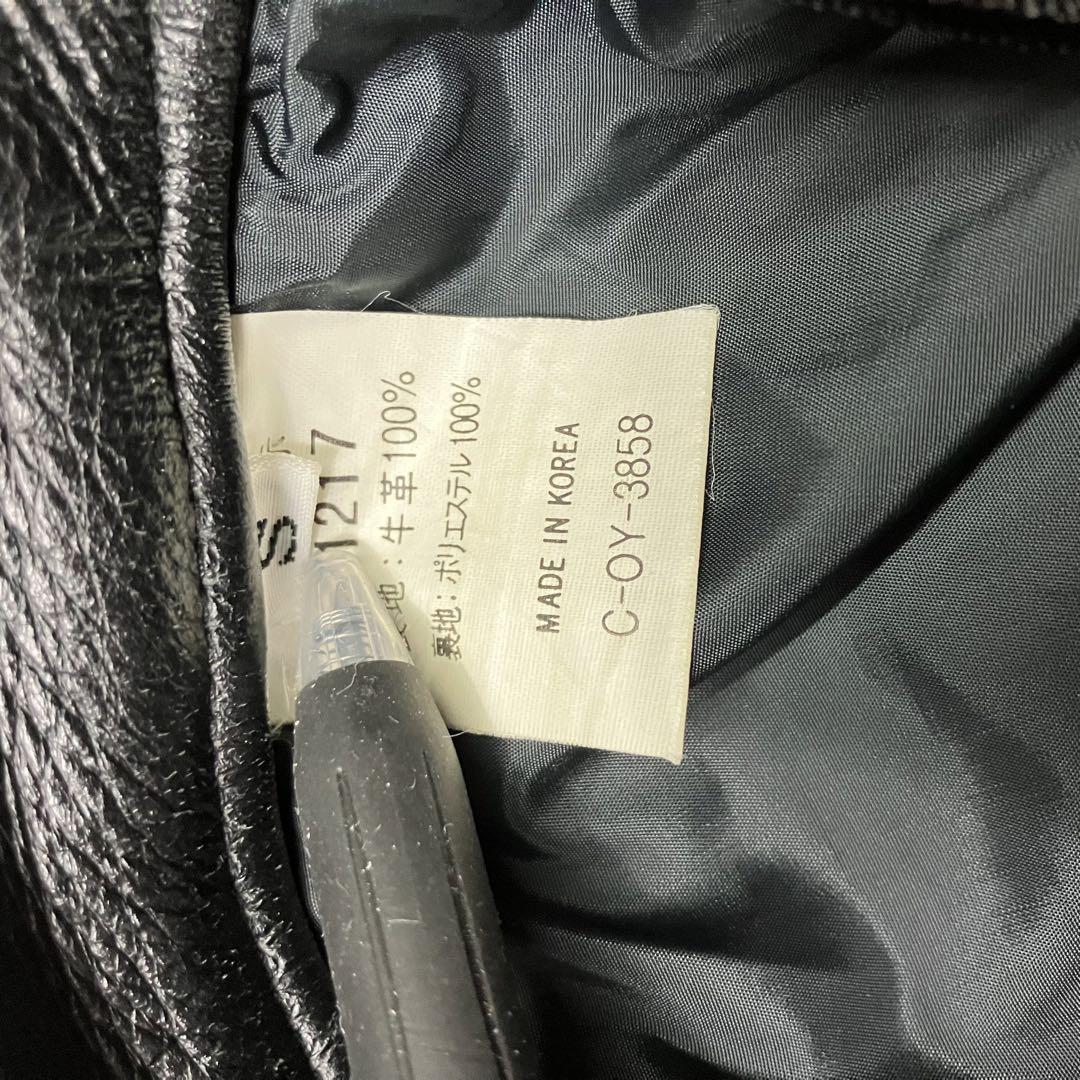 S
1217
地：牛革100%
裏地：ポリエステル100%
MADE IN KOREA
C-OY-3858